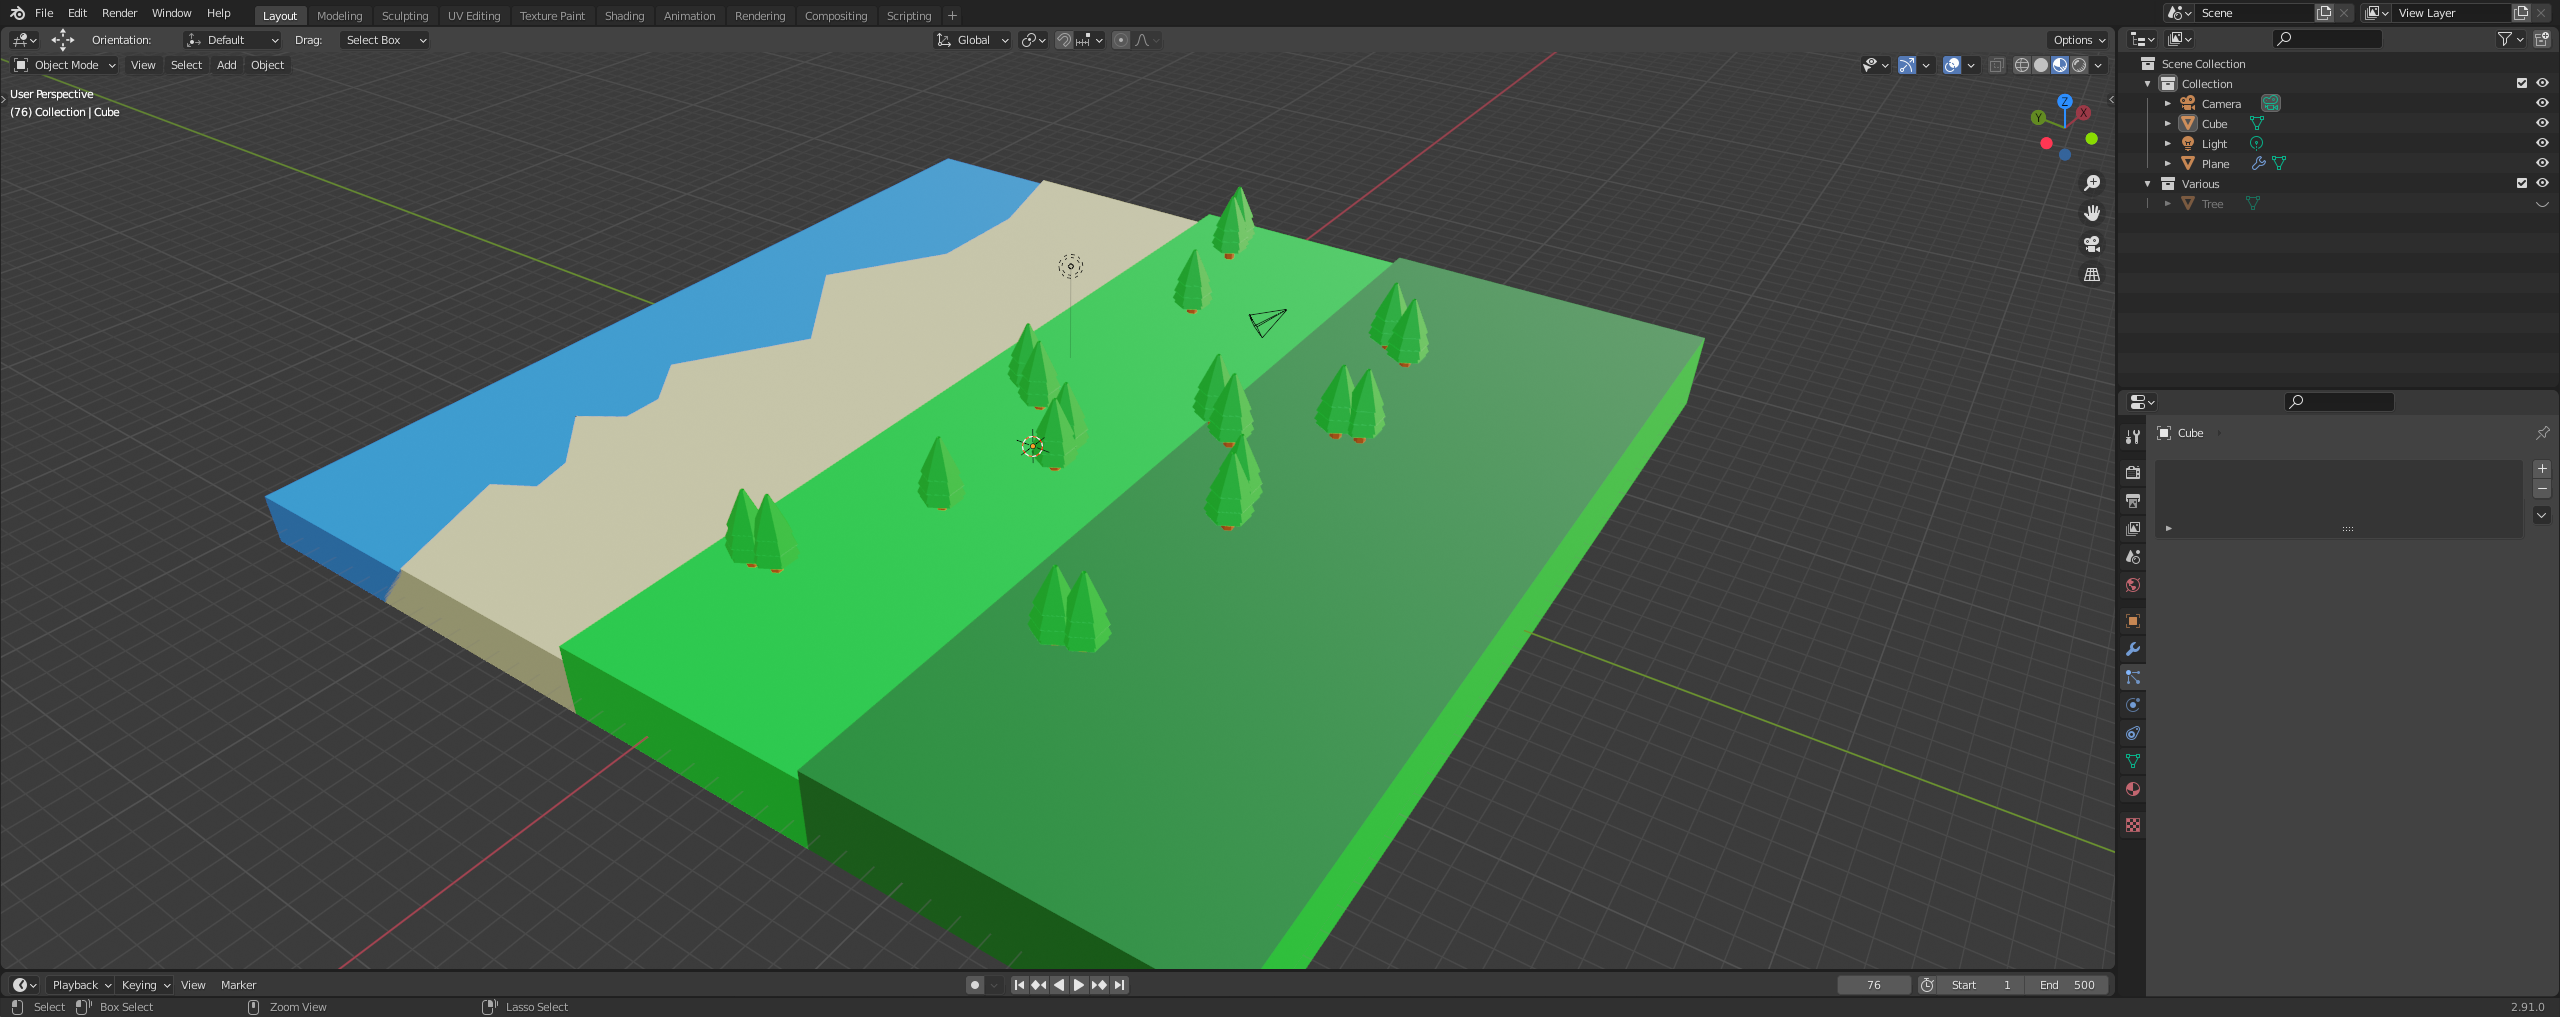 File Edit Render Window Help Layout Modeling Sculpting UV Editing Texture Paint Shading Animation Rendering Compositing Scripting + Scene View Layer
Orientation: Default Drag: Select Box Global Options
Object Mode View Select Add Object
User Perspective
(76) Collection | Cube
Z
Y
X
Scene Collection
Collection
Camera
Cube
Light
Plane
Various
Tree
Cube
Playback Keying View Marker 76 Start 1 End 500
Select Box Select Zoom View Lasso Select 2.91.0